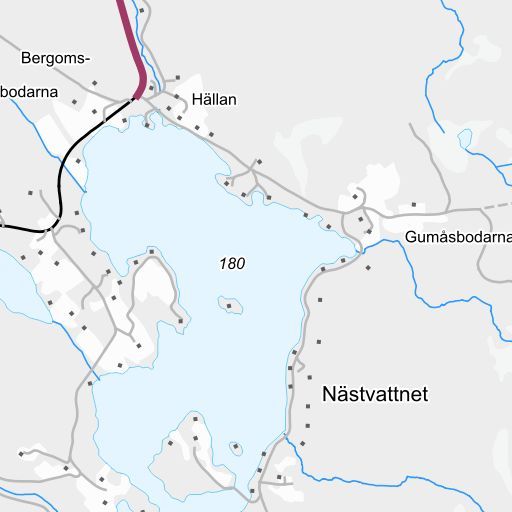 Bergoms-
bodarna
Hällan
Gumåsbodarna
180
Nästvattnet